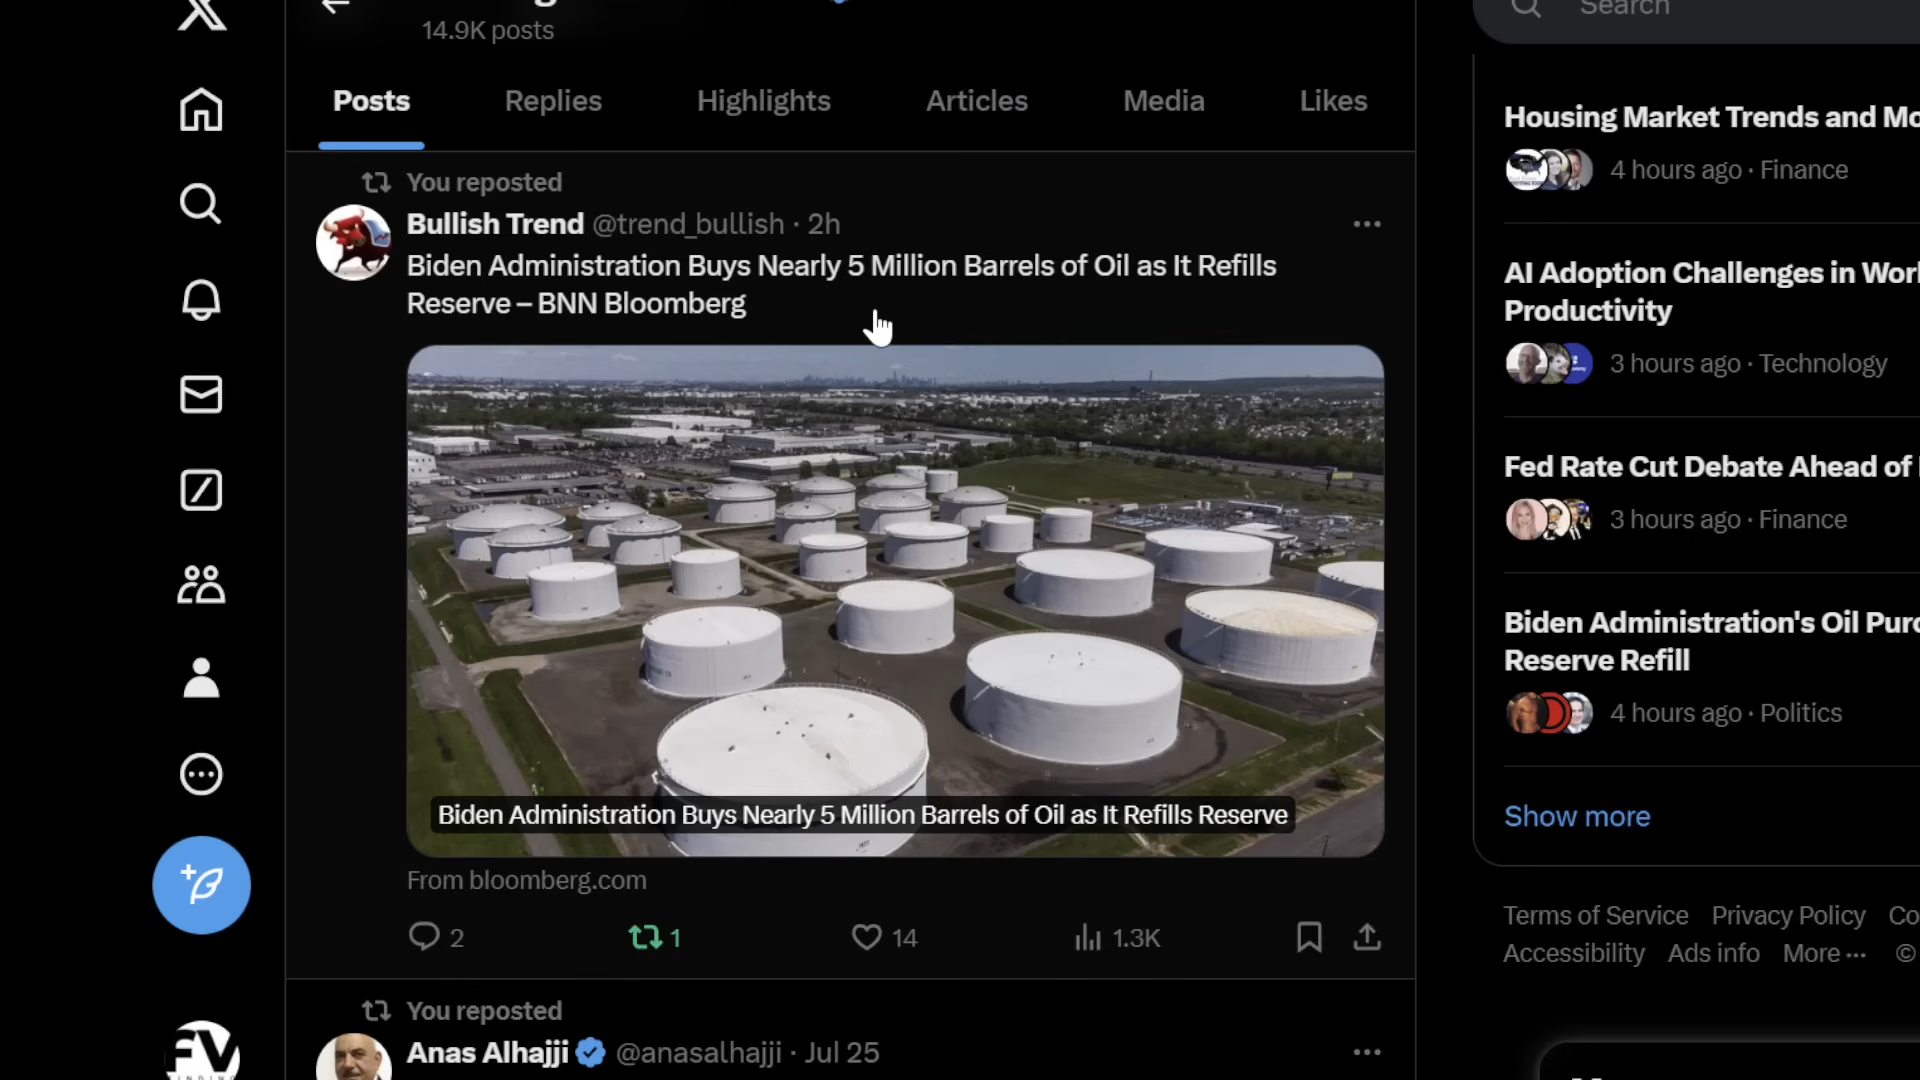 14.9K posts
Posts
Replies
Highlights
Articles
Media
Likes
You reposted
Bullish Trend @trend_bullish · 2h
Biden Administration Buys Nearly 5 Million Barrels of Oil as It Refills
Reserve – BNN Bloomberg
Biden Administration Buys Nearly 5 Million Barrels of Oil as It Refills Reserve
From bloomberg.com
2
1
14
1.3K
You reposted
Anas Alhajji @anasalhajji · Jul 25
FV
Search
Housing Market Trends and
4 hours ago · Finance
AI Adoption Challenges in
Productivity
3 hours ago · Technology
Fed Rate Cut Debate Ahead of
3 hours ago · Finance
Biden Administration's Oil
Reserve Refill
4 hours ago · Politics
Show more
Terms of Service
Privacy Policy
Accessibility
Ads info
More ···
©